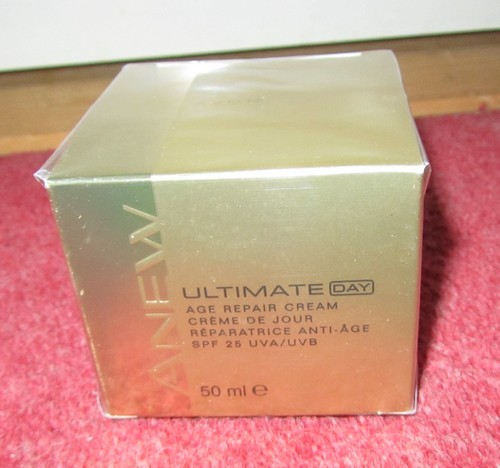 ANEW
ULTIMATE DAY
AGE REPAIR CREAM
CRÈME DE JOUR
RÉPARATRICE ANTI-ÂGE
SPF 25 UVA/UVB
50 ml e